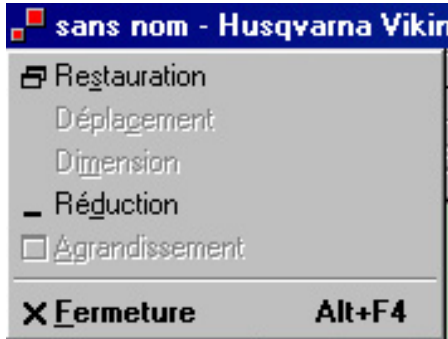 sans nom - Husqvarna Vikin
Restauration
Déplacement
Dimension
Réduction
Agrandissement
Fermeture Alt+F4